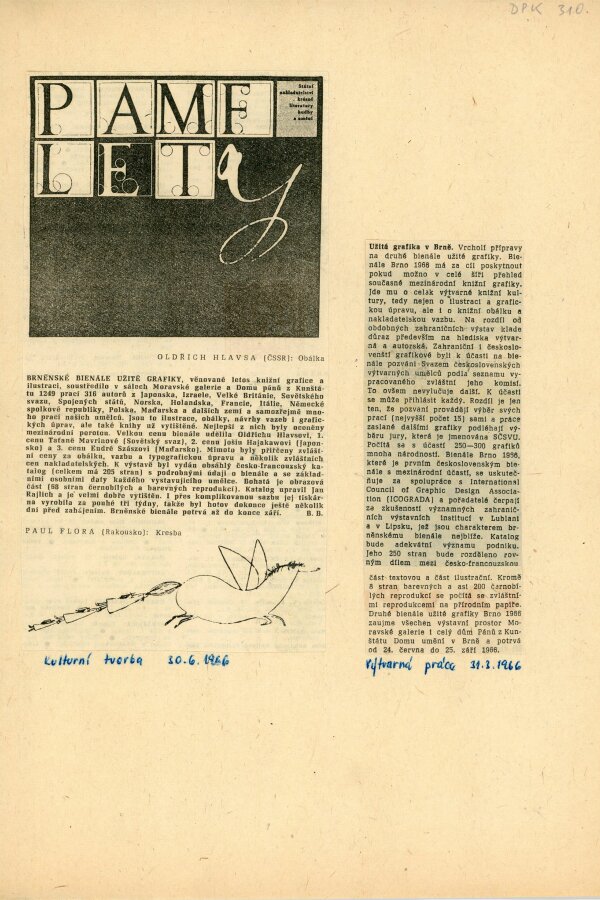 DPK 310.
PAMF
LETy
Státní
nakladatelství
krásné
literatury
hudby
a umění
OLDŘICH HLAVSA (ČSSR): Obálka
BRNĚNSKÉ BIENÁLE UŽITÉ GRAFIKY, věnované letos knižní grafice a
ilustraci, soustředilo v sálech Moravské galerie a Domu pánů z Kunštá-
tu 1249 prací 316 autorů z Japonska, Izraele, Velké Británie, Sovětského
svazu, Spojených států, Norska, Holandska, Francie, Itálie, Německé
spolkové republiky, Polska, Maďarska a dalších zemí a samozřejmě mno-
ho prací našich umělců. Jsou to ilustrace, obálky, návrhy vazeb i grafic-
kých úprav, ale také knihy už vytištěné. Nejlepší z nich byly oceněny
mezinárodní porotou. Velkou cenu bienále udělila Oldřichu Hlavsovi, 1.
cenu Taťaně Mavrinové (Sovětský svaz), 2. cenu Jošin Hajakawovi (Japon-
sko) a 3. cenu Endré Szászovi (Maďarsko). Mimoto byly přiřčeny zvlášt-
ní ceny za obálku, vazbu a typografickou úpravu a několik zvláštních
cen nakladatelských. K výstavě byl vydán obsáhlý česko-francouzský ka-
talog (celkem má 205 stran) s podrobnými údaji o bienále a se základ-
ními osobními daty každého vystavujícího umělce. Bohatá je obrazová
část (68 stran černobílých a barevných reprodukcí). Katalog upravil Jan
Rajlich a je velmi dobře vytištěn. I přes komplikovanou sazbu jej tiskár-
na vyrobila za pouhé tři týdny, takže byl hotov dokonce ještě několik
dní před zahájením. Brněnské bienále potrvá až do konce září. B. B.
PAUL FLORA (Rakousko): Kresba
Kulturní tvorba 30.6.1966
Užitá grafika v Brně. Vrcholí přípravy
na druhé bienále užité grafiky. Bie-
nále Brno 1966 má za cíl poskytnout
pokud možno v celé šíři přehled
současné mezinárodní knižní grafiky.
Jde mu o celek výtvarné knižní kul-
tury, tedy nejen o ilustraci a grafic-
kou úpravu, ale i o knižní obálku a
nakladatelskou vazbu. Na rozdíl od
obdobných zahraničních výstav klade
důraz především na hlediska výtvar-
ná a autorská. Zahraniční i českoslo-
venští grafikové byli k účasti na bie-
nále pozváni Svazem československých
výtvarných umělců podle seznamu vy-
pracovaného zvláštní jeho komisí.
To ovšem nevylučuje další. K účasti
se může přihlásit každý. Rozdíl je jen
ten, že pozvaní provádějí výběr svých
prací (nejvyšší počet 15) sami a práce
zaslané dalšími grafiky podléhají vý-
běru jury, která je jmenována SČSVU.
Počítá se s účastí 250—300 grafiků
mnoha národností. Bienále Brno 1966,
které je prvním československým bie-
nále s mezinárodní účastí, se uskuteč-
ňuje za spolupráce s International
Council of Graphic Design Associa-
tion (ICOGRADA) a pořadatelé čerpají
ze zkušeností významných zahranič-
ních výstavních institucí v Lublani
a v Lipsku, jež jsou charakterem br-
něnskému bienále nejblíže. Katalog
bude adekvátní významu podniku.
Jeho 250 stran bude rozděleno rov-
ným dílem mezi česko-francouzskou
část textovou a část ilustrační. Kromě
8 stran barevných a asi 200 černobí-
lých reprodukcí se počítá se zvláštní-
mi reprodukcemi na přírodním papíře.
Druhé bienále užité grafiky Brno 1966
zaujme všechen výstavní prostor Mo-
ravské galerie i celý dům Pánů z Kun-
štátu Domu umění v Brně a potrvá
od 24. června do 25. září 1966.
Výtvarná práce 31.3.1966